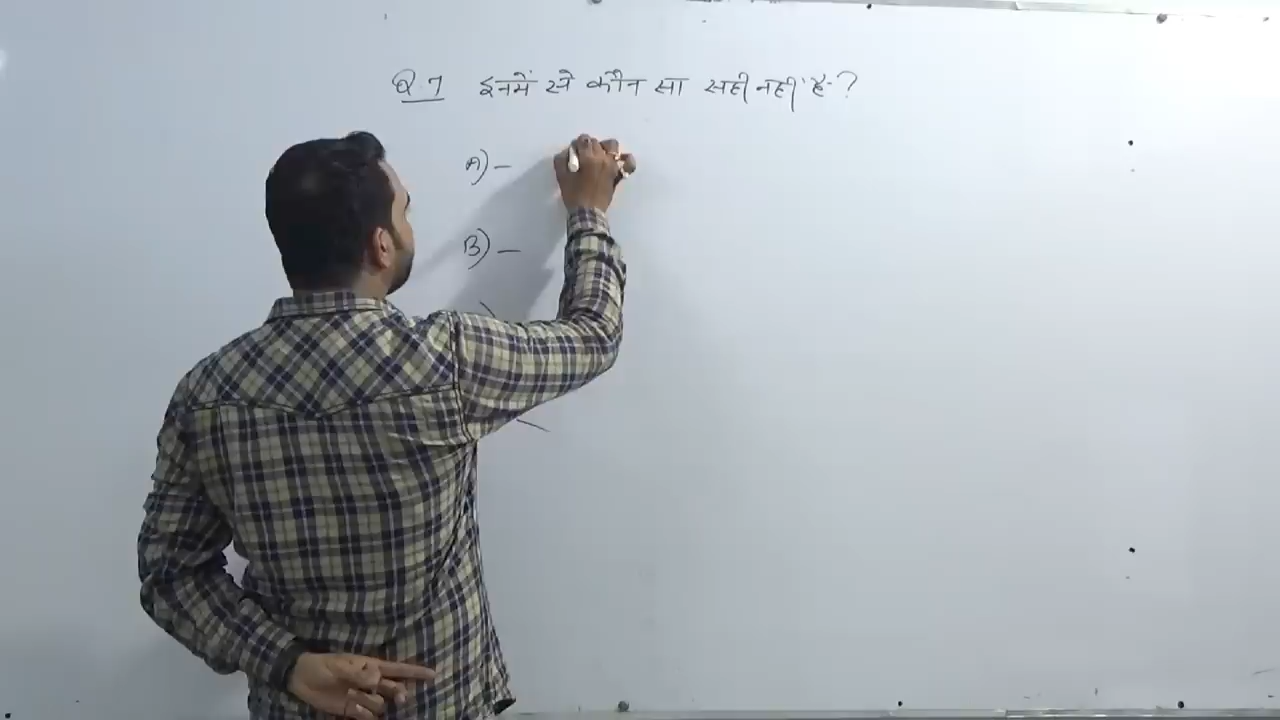 Q.7 इनमें से कौन सा सही नहीं है ?
A) –
B) –